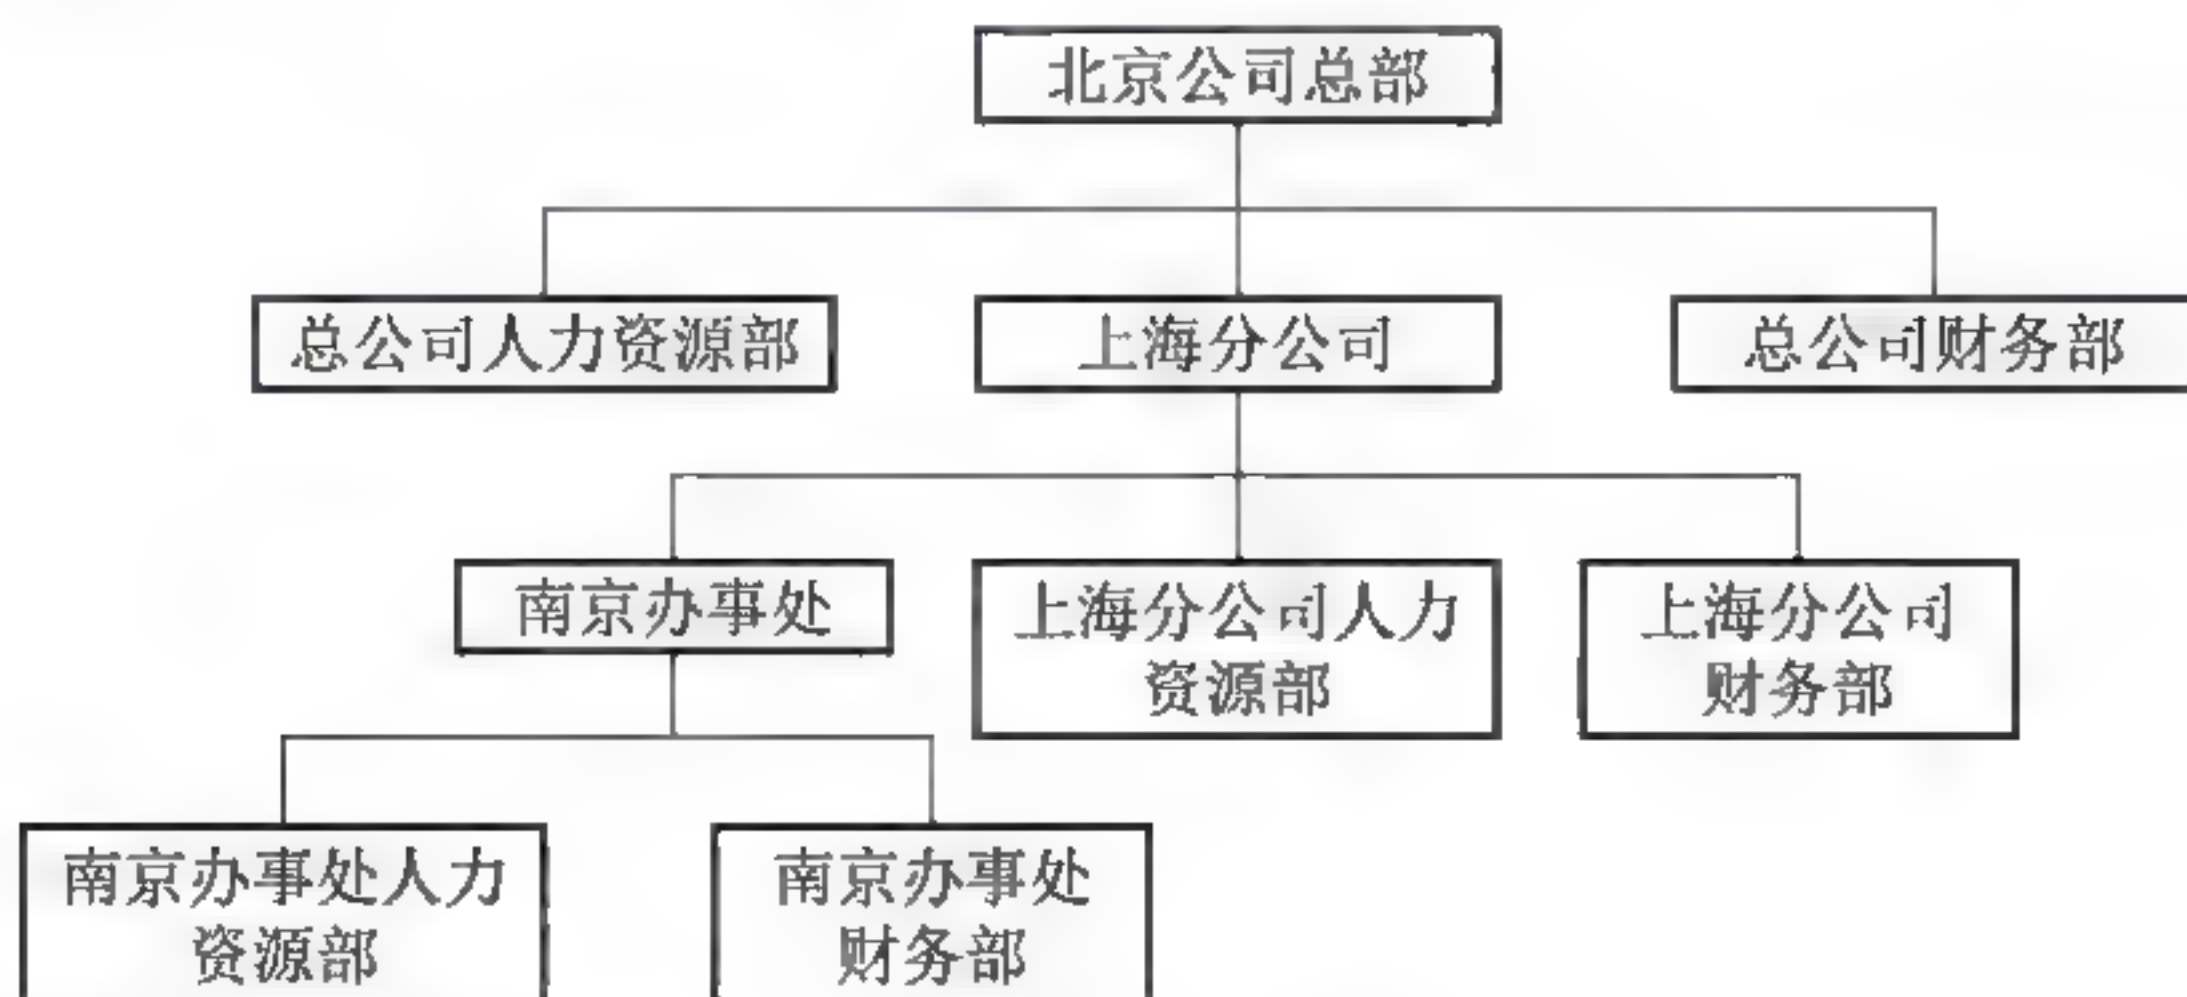 北京公司总部
总公司人力资源部
上海分公司
总公司财务部
南京办事处
上海分公司人力
资源部
上海分公司
财务部
南京办事处人力
资源部
南京办事处
财务部